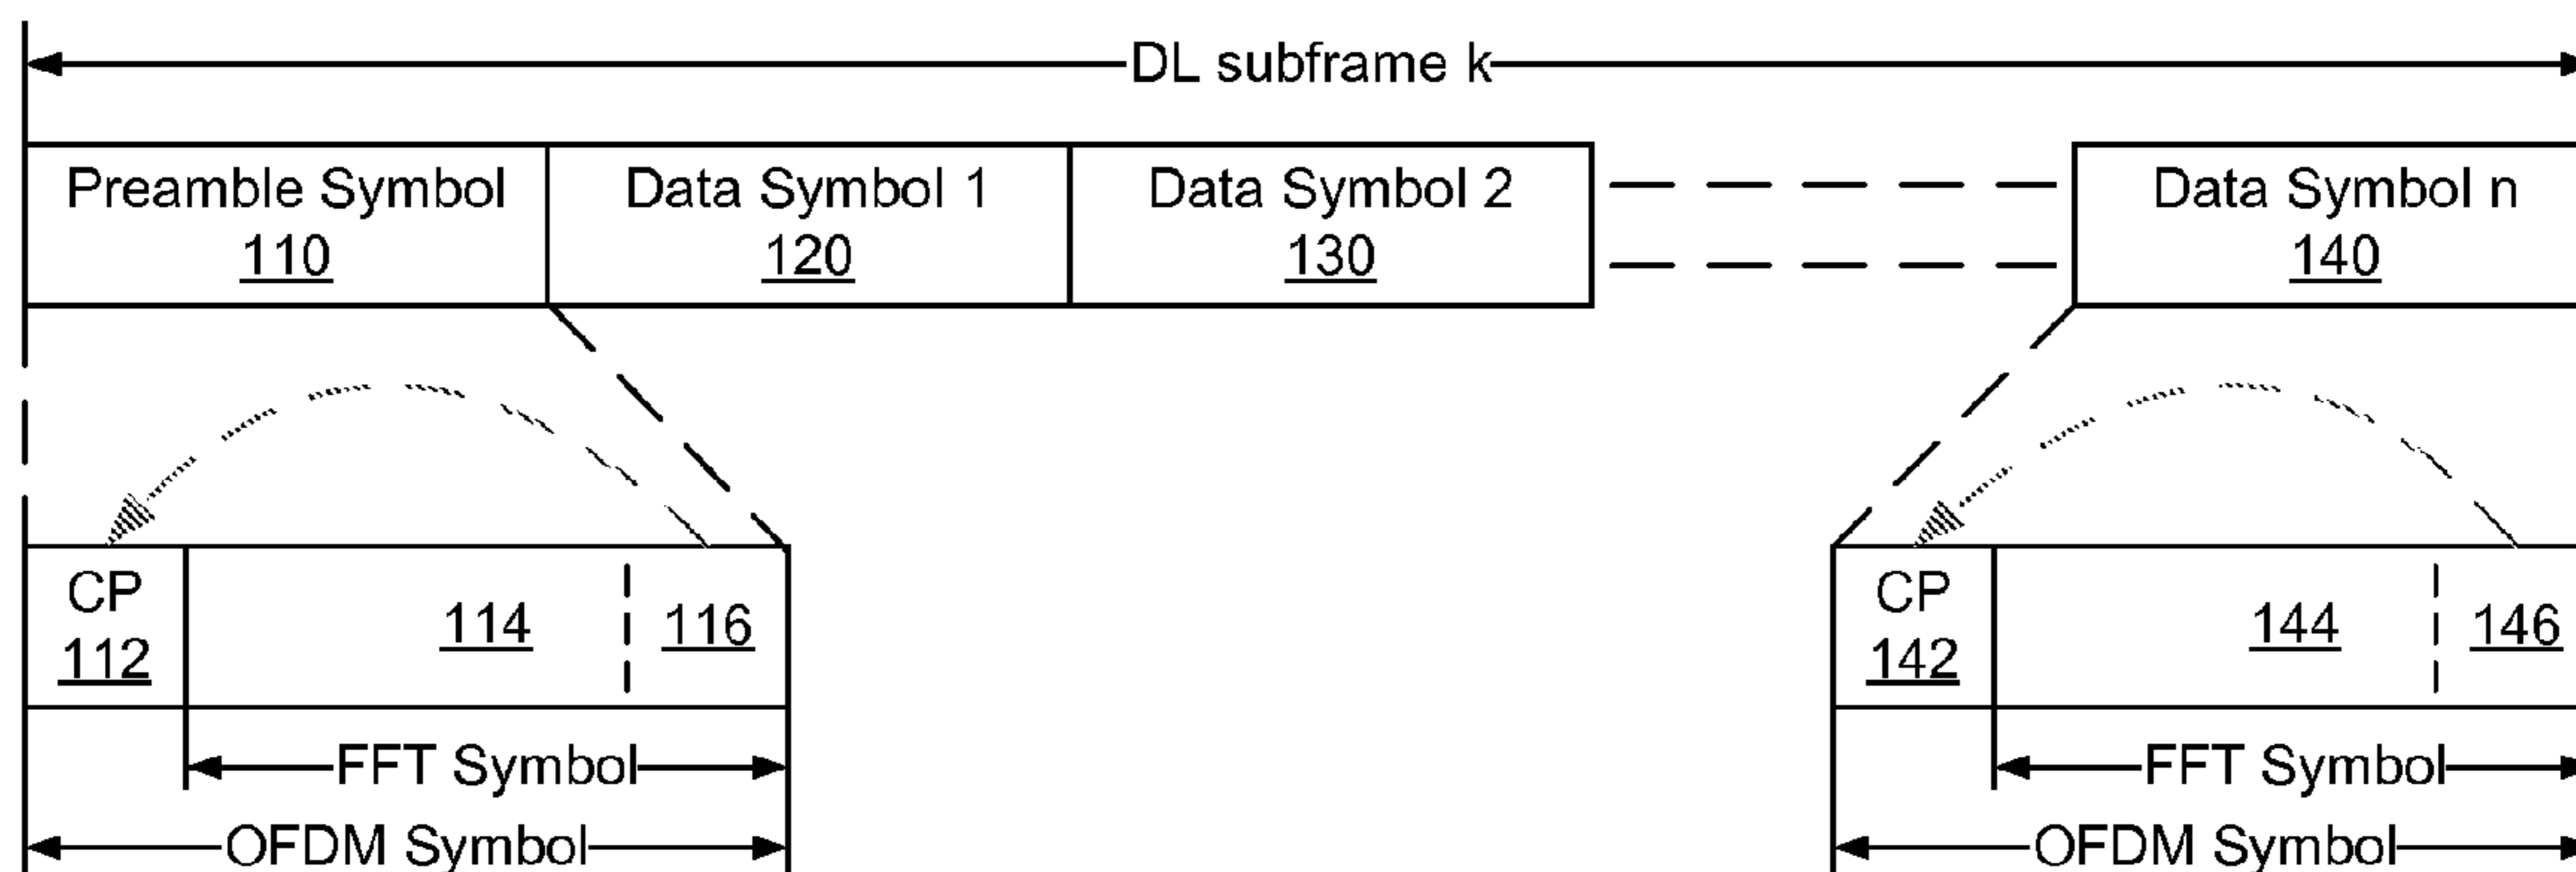 DL subframe k
Preamble Symbol
110
Data Symbol 1
120
Data Symbol 2
130
Data Symbol n
140
CP
112
114
116
CP
142
144
146
FFT Symbol
FFT Symbol
OFDM Symbol
OFDM Symbol